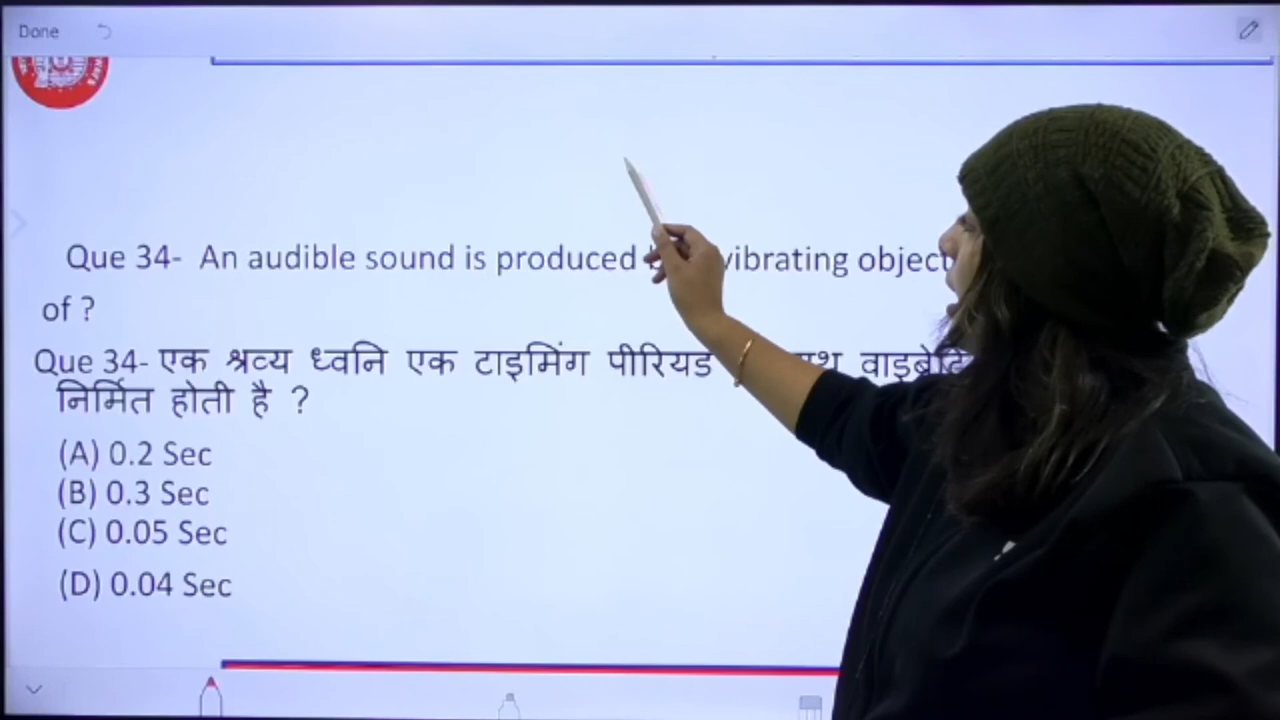 Done
Que 34- An audible sound is produced vibrating object
of ?
Que 34- एक श्रव्य ध्वनि एक टाइमिंग पीरियड
निर्मित होती है ?
(A) 0.2 Sec
(B) 0.3 Sec
(C) 0.05 Sec
(D) 0.04 Sec